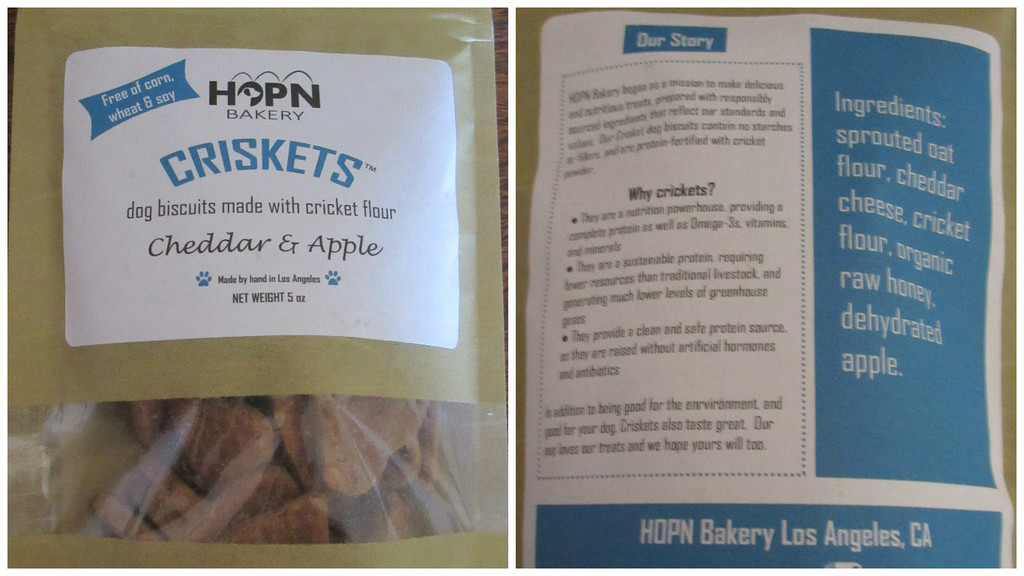 Free of corn,
wheat & soy
HOPN
BAKERY
CRISKETS™
dog biscuits made with cricket flour
Cheddar & Apple
Made by hand in Los Angeles
NET WEIGHT 5 oz
Our Story
HOPN Bakery began as a mission to make delicious
and nutritious treats, prepared with responsibly
sourced ingredients that reflect our standards and
values. Our Crisket dog biscuits contain no starches
or fillers, and are protein-fortified with cricket
powder.
Why crickets?
• They are a nutrition powerhouse, providing a
complete protein as well as Omega-3s, vitamins,
and minerals
• They are a sustainable protein, requiring
fewer resources than traditional livestock, and
generating much lower levels of greenhouse
gases
• They provide a clean and safe protein source,
as they are raised without artificial hormones
and antibiotics
In addition to being good for the enrvironment, and
good for your dog, Criskets also taste great. Our
pup loves our treats and we hope yours will too.
Ingredients:
sprouted oat
flour, cheddar
cheese, cricket
flour, organic
raw honey,
dehydrated
apple.
HOPN Bakery Los Angeles, CA